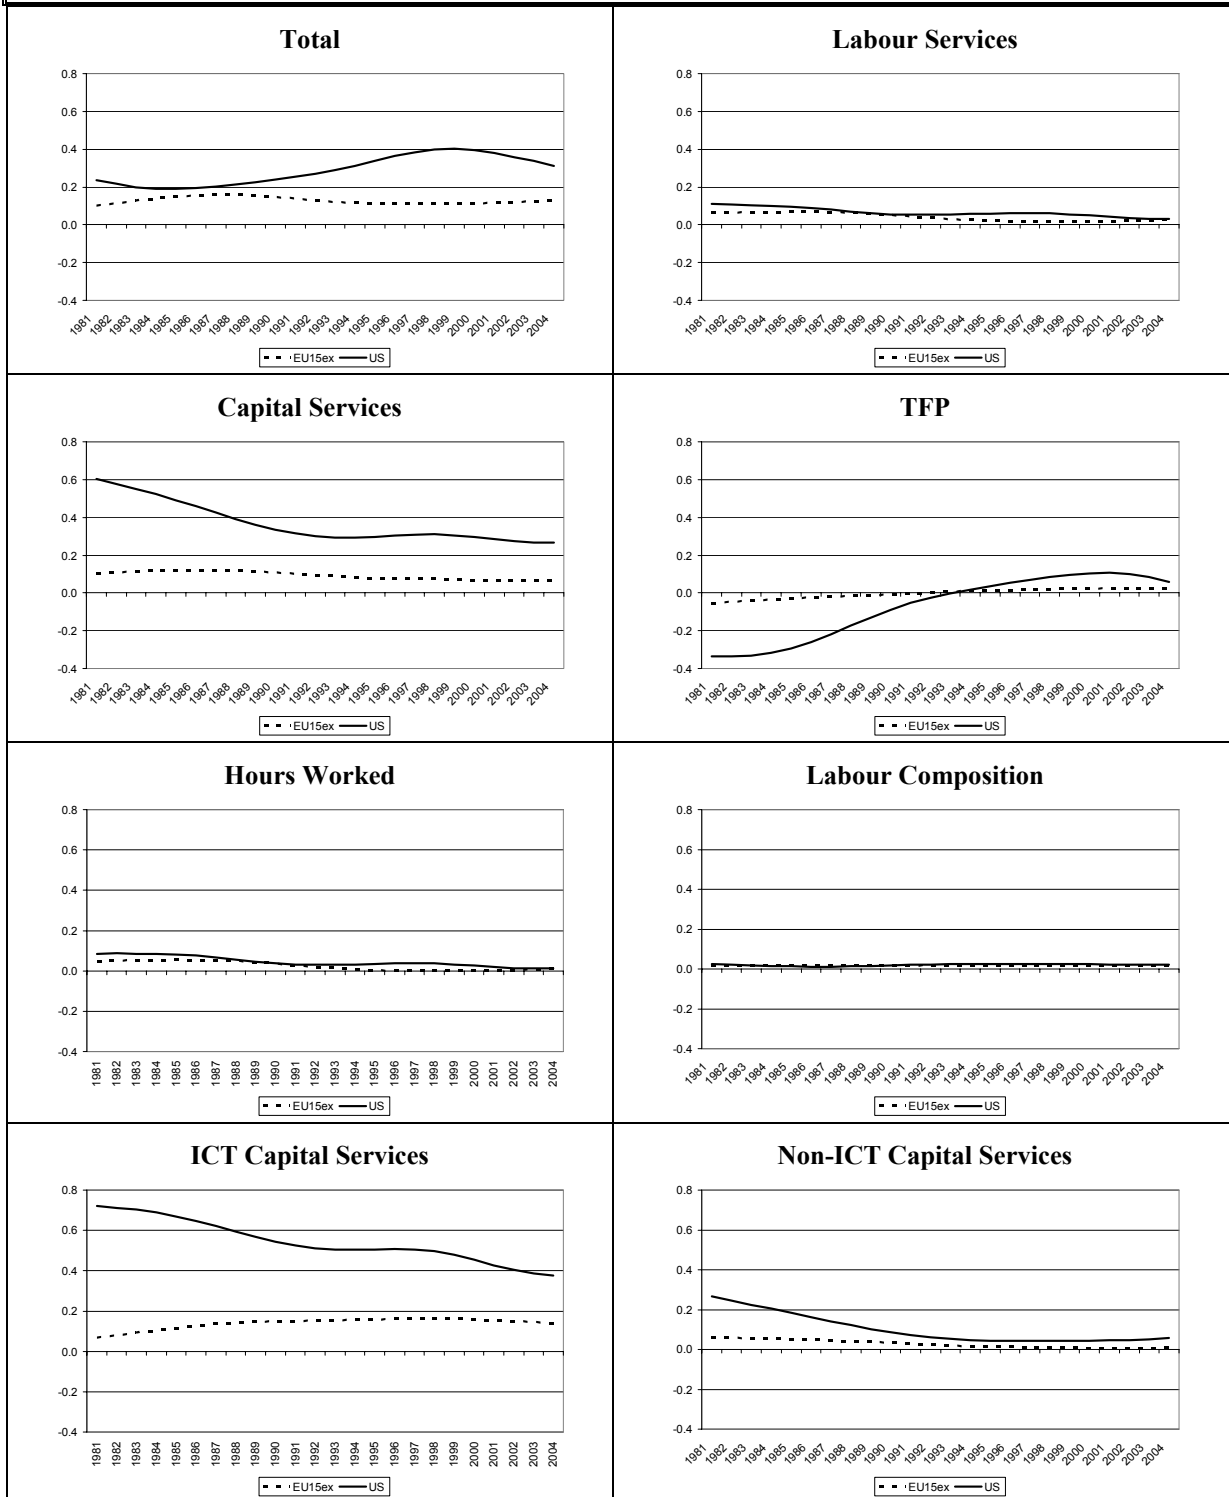 Total
0.8
0.6
0.4
0.2
0.0
-0.2
-0.4
1981 1982 1983 1984 1985 1986 1987 1988 1989 1990 1991 1992 1993 1994 1995 1996 1997 1998 1999 2000 2001 2002 2003 2004
EU15ex US
Labour Services
0.8
0.6
0.4
0.2
0.0
-0.2
-0.4
1981 1982 1983 1984 1985 1986 1987 1988 1989 1990 1991 1992 1993 1994 1995 1996 1997 1998 1999 2000 2001 2002 2003 2004
EU15ex US
Capital Services
0.8
0.6
0.4
0.2
0.0
-0.2
-0.4
1981 1982 1983 1984 1985 1986 1987 1988 1989 1990 1991 1992 1993 1994 1995 1996 1997 1998 1999 2000 2001 2002 2003 2004
EU15ex US
TFP
0.8
0.6
0.4
0.2
0.0
-0.2
-0.4
1981 1982 1983 1984 1985 1986 1987 1988 1989 1990 1991 1992 1993 1994 1995 1996 1997 1998 1999 2000 2001 2002 2003 2004
EU15ex US
Hours Worked
0.8
0.6
0.4
0.2
0.0
-0.2
-0.4
1981 1982 1983 1984 1985 1986 1987 1988 1989 1990 1991 1992 1993 1994 1995 1996 1997 1998 1999 2000 2001 2002 2003 2004
EU15ex US
Labour Composition
0.8
0.6
0.4
0.2
0.0
-0.2
-0.4
1981 1982 1983 1984 1985 1986 1987 1988 1989 1990 1991 1992 1993 1994 1995 1996 1997 1998 1999 2000 2001 2002 2003 2004
EU15ex US
ICT Capital Services
0.8
0.6
0.4
0.2
0.0
-0.2
-0.4
1981 1982 1983 1984 1985 1986 1987 1988 1989 1990 1991 1992 1993 1994 1995 1996 1997 1998 1999 2000 2001 2002 2003 2004
EU15ex US
Non-ICT Capital Services
0.8
0.6
0.4
0.2
0.0
-0.2
-0.4
1981 1982 1983 1984 1985 1986 1987 1988 1989 1990 1991 1992 1993 1994 1995 1996 1997 1998 1999 2000 2001 2002 2003 2004
EU15ex US